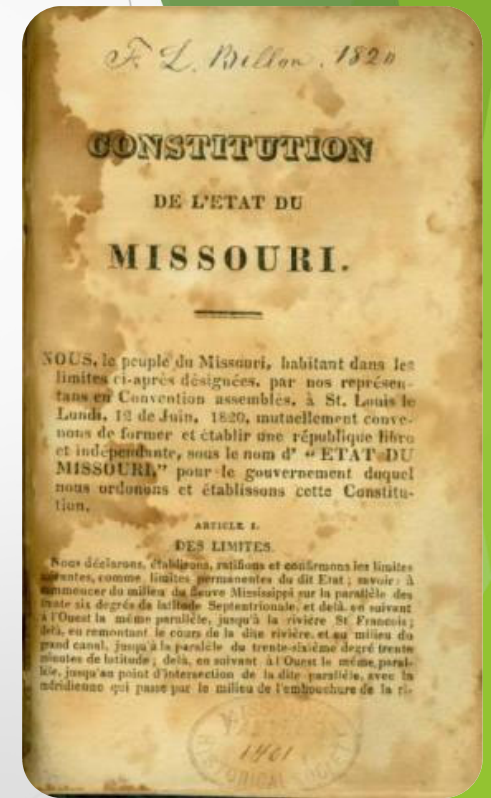 F. L. Billon. 1820
CONSTITUTION
DE L'ETAT DU
MISSOURI.
NOUS, le peuple du Missouri, habitant dans les
limites ci-après désignées, par nos représen-
tans en Convention assemblés, à St. Louis le
Lundi, 12 de Juin, 1820, mutuellement conve-
nons de former et établir une république libre
et indépendante, sous le nom d' " ETAT DU
MISSOURI," pour le gouvernement duquel
nous ordonons et établissons cette Constitu-
tion.
ARTICLE I.
DES LIMITES.
Nous déclarons, établirons, ratifions et confirmons les limites
suivantes, comme limites permanentes du dit Etat; savoir: à
commencer du milieu du fleuve Mississippi sur la parallèle des
trente six degrés de latitude Septentrionale, et delà, en suivant
à l'Ouest la même parallèle, jusqu'à la rivière St Francois;
delà, en remontant le cours de la dite rivière, et au milieu du
grand canal, jusqu'à la paralèle du trente-sixième degré trente
minutes de latitude; delà, en suivant à l'Ouest le même paral-
lèle, jusqu'au point d'intersection de la dite parallèle, avec la
méridienne qui passe par le milieu de l'embouchure de la ri-
HISTORICAL SOCIETY
1401